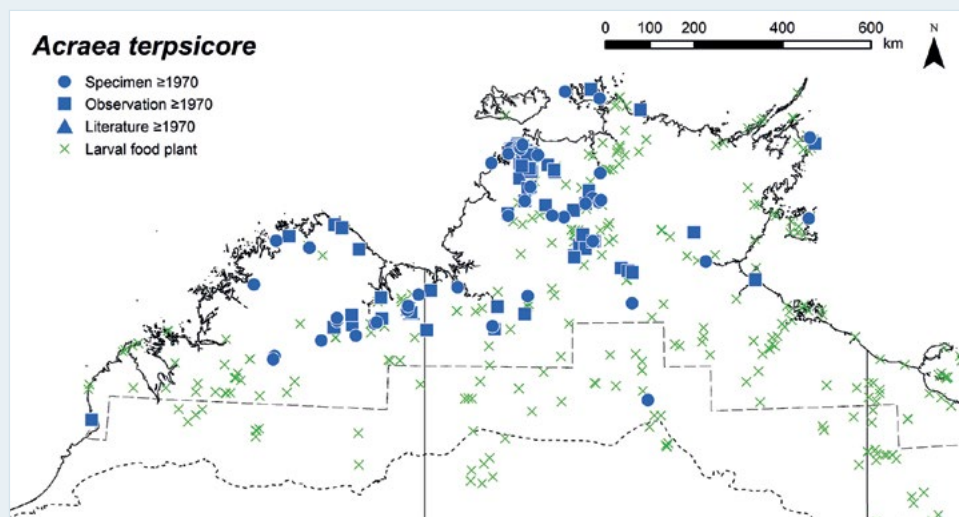 Acraea terpsicore
Specimen ≥1970
Observation ≥1970
Literature ≥1970
Larval food plant
0 100 200 400 600
km
N